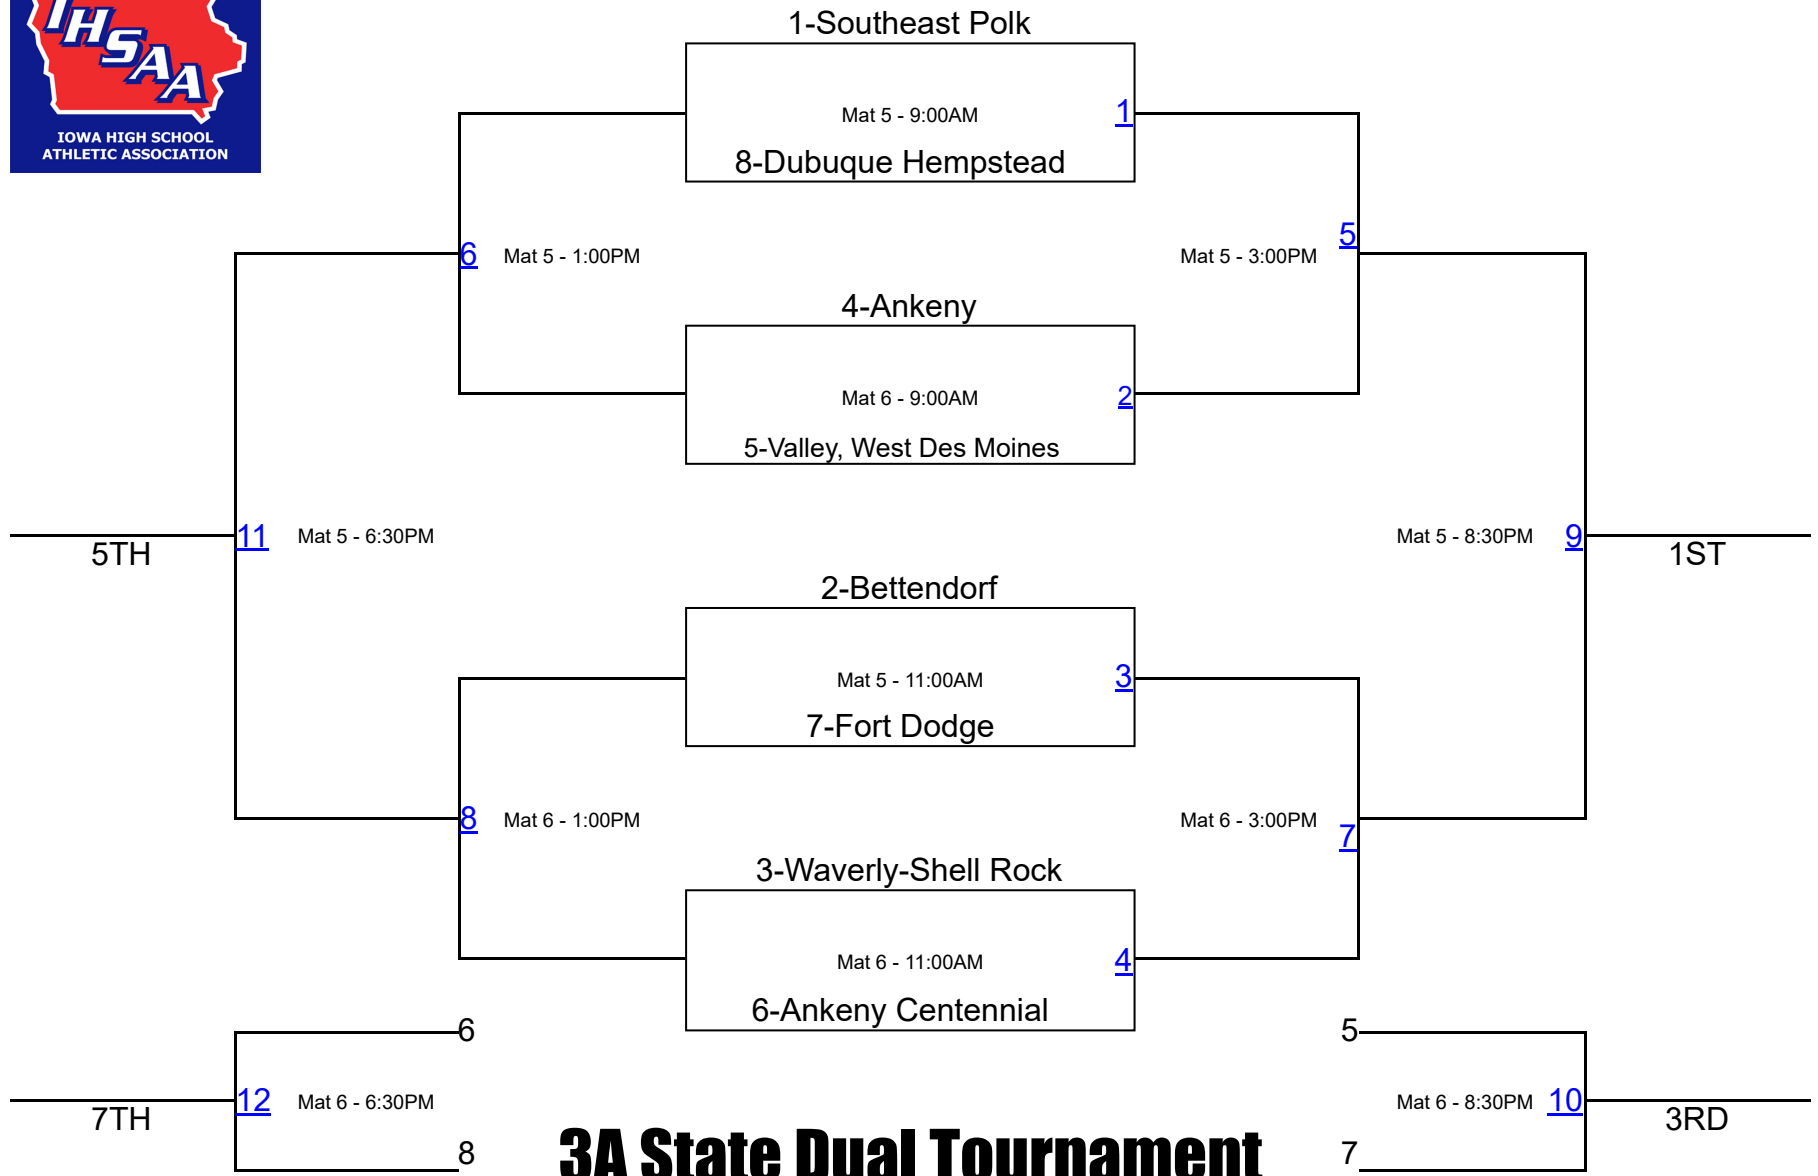 IHSAA
IOWA HIGH SCHOOL
ATHLETIC ASSOCIATION
1-Southeast Polk
Mat 5 - 9:00AM
1
8-Dubuque Hempstead
6
Mat 5 - 1:00PM
Mat 5 - 3:00PM
5
4-Ankeny
Mat 6 - 9:00AM
2
5-Valley, West Des Moines
5TH
11
Mat 5 - 6:30PM
Mat 5 - 8:30PM
9
1ST
2-Bettendorf
Mat 5 - 11:00AM
3
7-Fort Dodge
8
Mat 6 - 1:00PM
Mat 6 - 3:00PM
7
3-Waverly-Shell Rock
Mat 6 - 11:00AM
4
6-Ankeny Centennial
6
5
7TH
12
Mat 6 - 6:30PM
Mat 6 - 8:30PM
10
3RD
8
7
3A State Dual Tournament